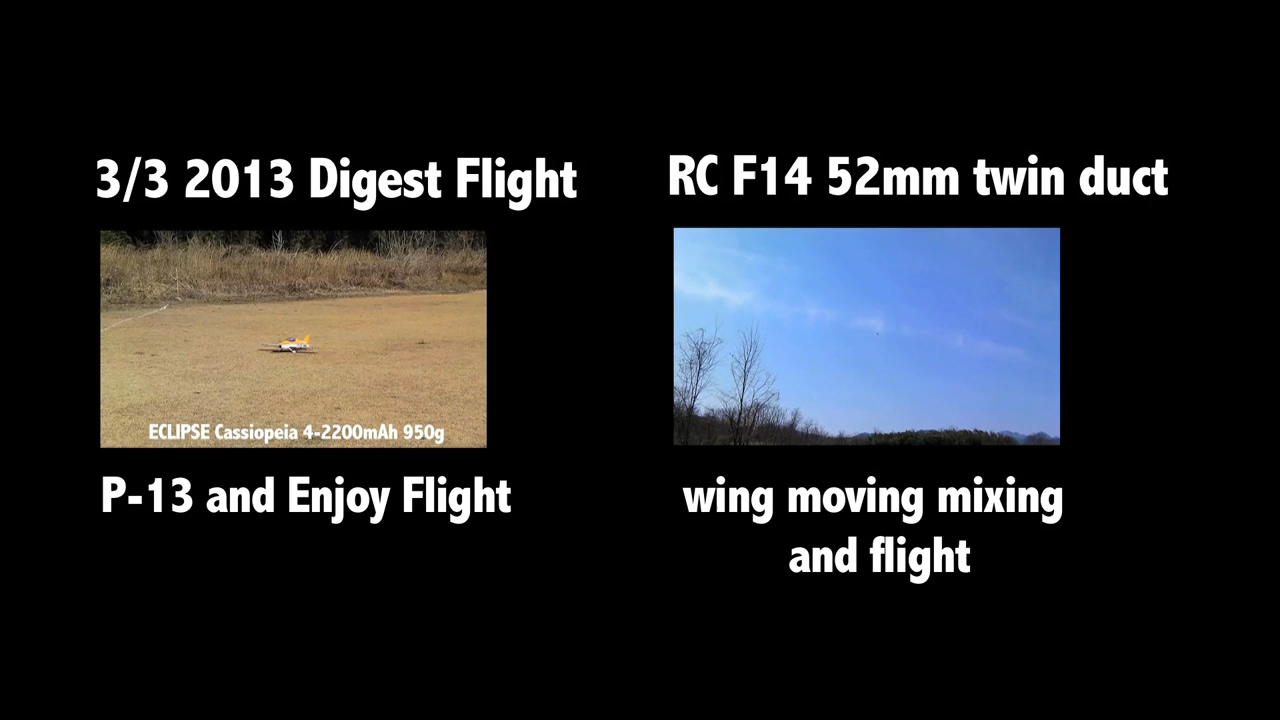 3/3 2013 Digest Flight
ECLIPSE Cassiopeia 4-2200mAh 950g
P-13 and Enjoy Flight
RC F14 52mm twin duct
wing moving mixing
and flight